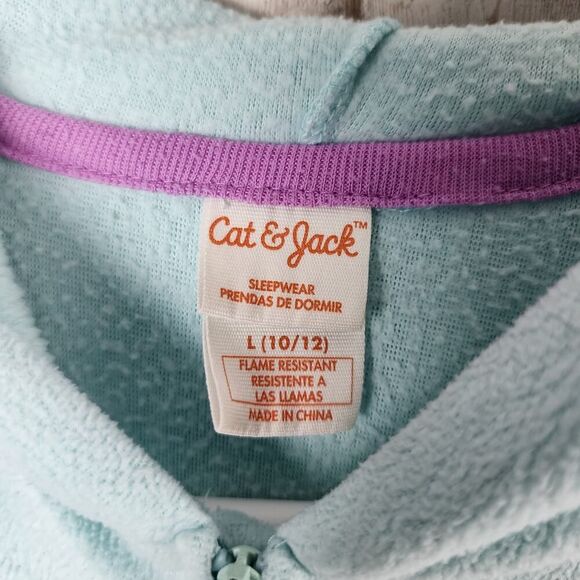 Cat & Jack™
SLEEPWEAR
PRENDAS DE DORMIR
L (10/12)
FLAME RESISTANT
RESISTENTE A
LAS LLAMAS
MADE IN CHINA